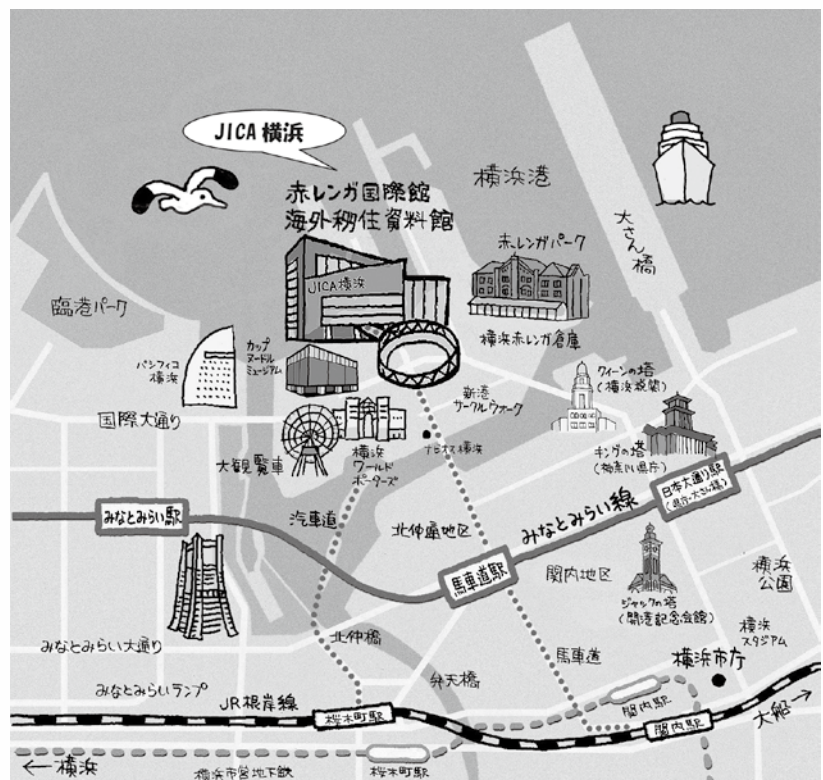 JICA 横浜
赤レンガ国際館
海外移住資料館
横浜港
大さん橋
赤レンガパーク
JICA横浜
臨港パーク
横浜赤レンガ倉庫
パシフィコ
横浜
カップ
ヌードル
ミュージアム
クイーンの塔
(横浜税関)
新港
サークルウォーク
国際大通り
キングの塔
(神奈川県庁)
大観覧車
横浜
ワールド
ポーターズ
ナビオス横浜
日本大通り駅
(県庁・大さん橋)
みなとみらい駅
汽車道
北仲通地区
みなとみらい線
馬車道駅
関内地区
横浜
公園
ジャックの塔
(開港記念会館)
横浜
スタジアム
みなとみらい大通り
北仲橋
馬車道
横浜市庁
弁天橋
みなとみらいランプ
JR根岸線
桜木町駅
関内駅
関内駅
大船
横浜
横浜市営地下鉄
桜木町駅